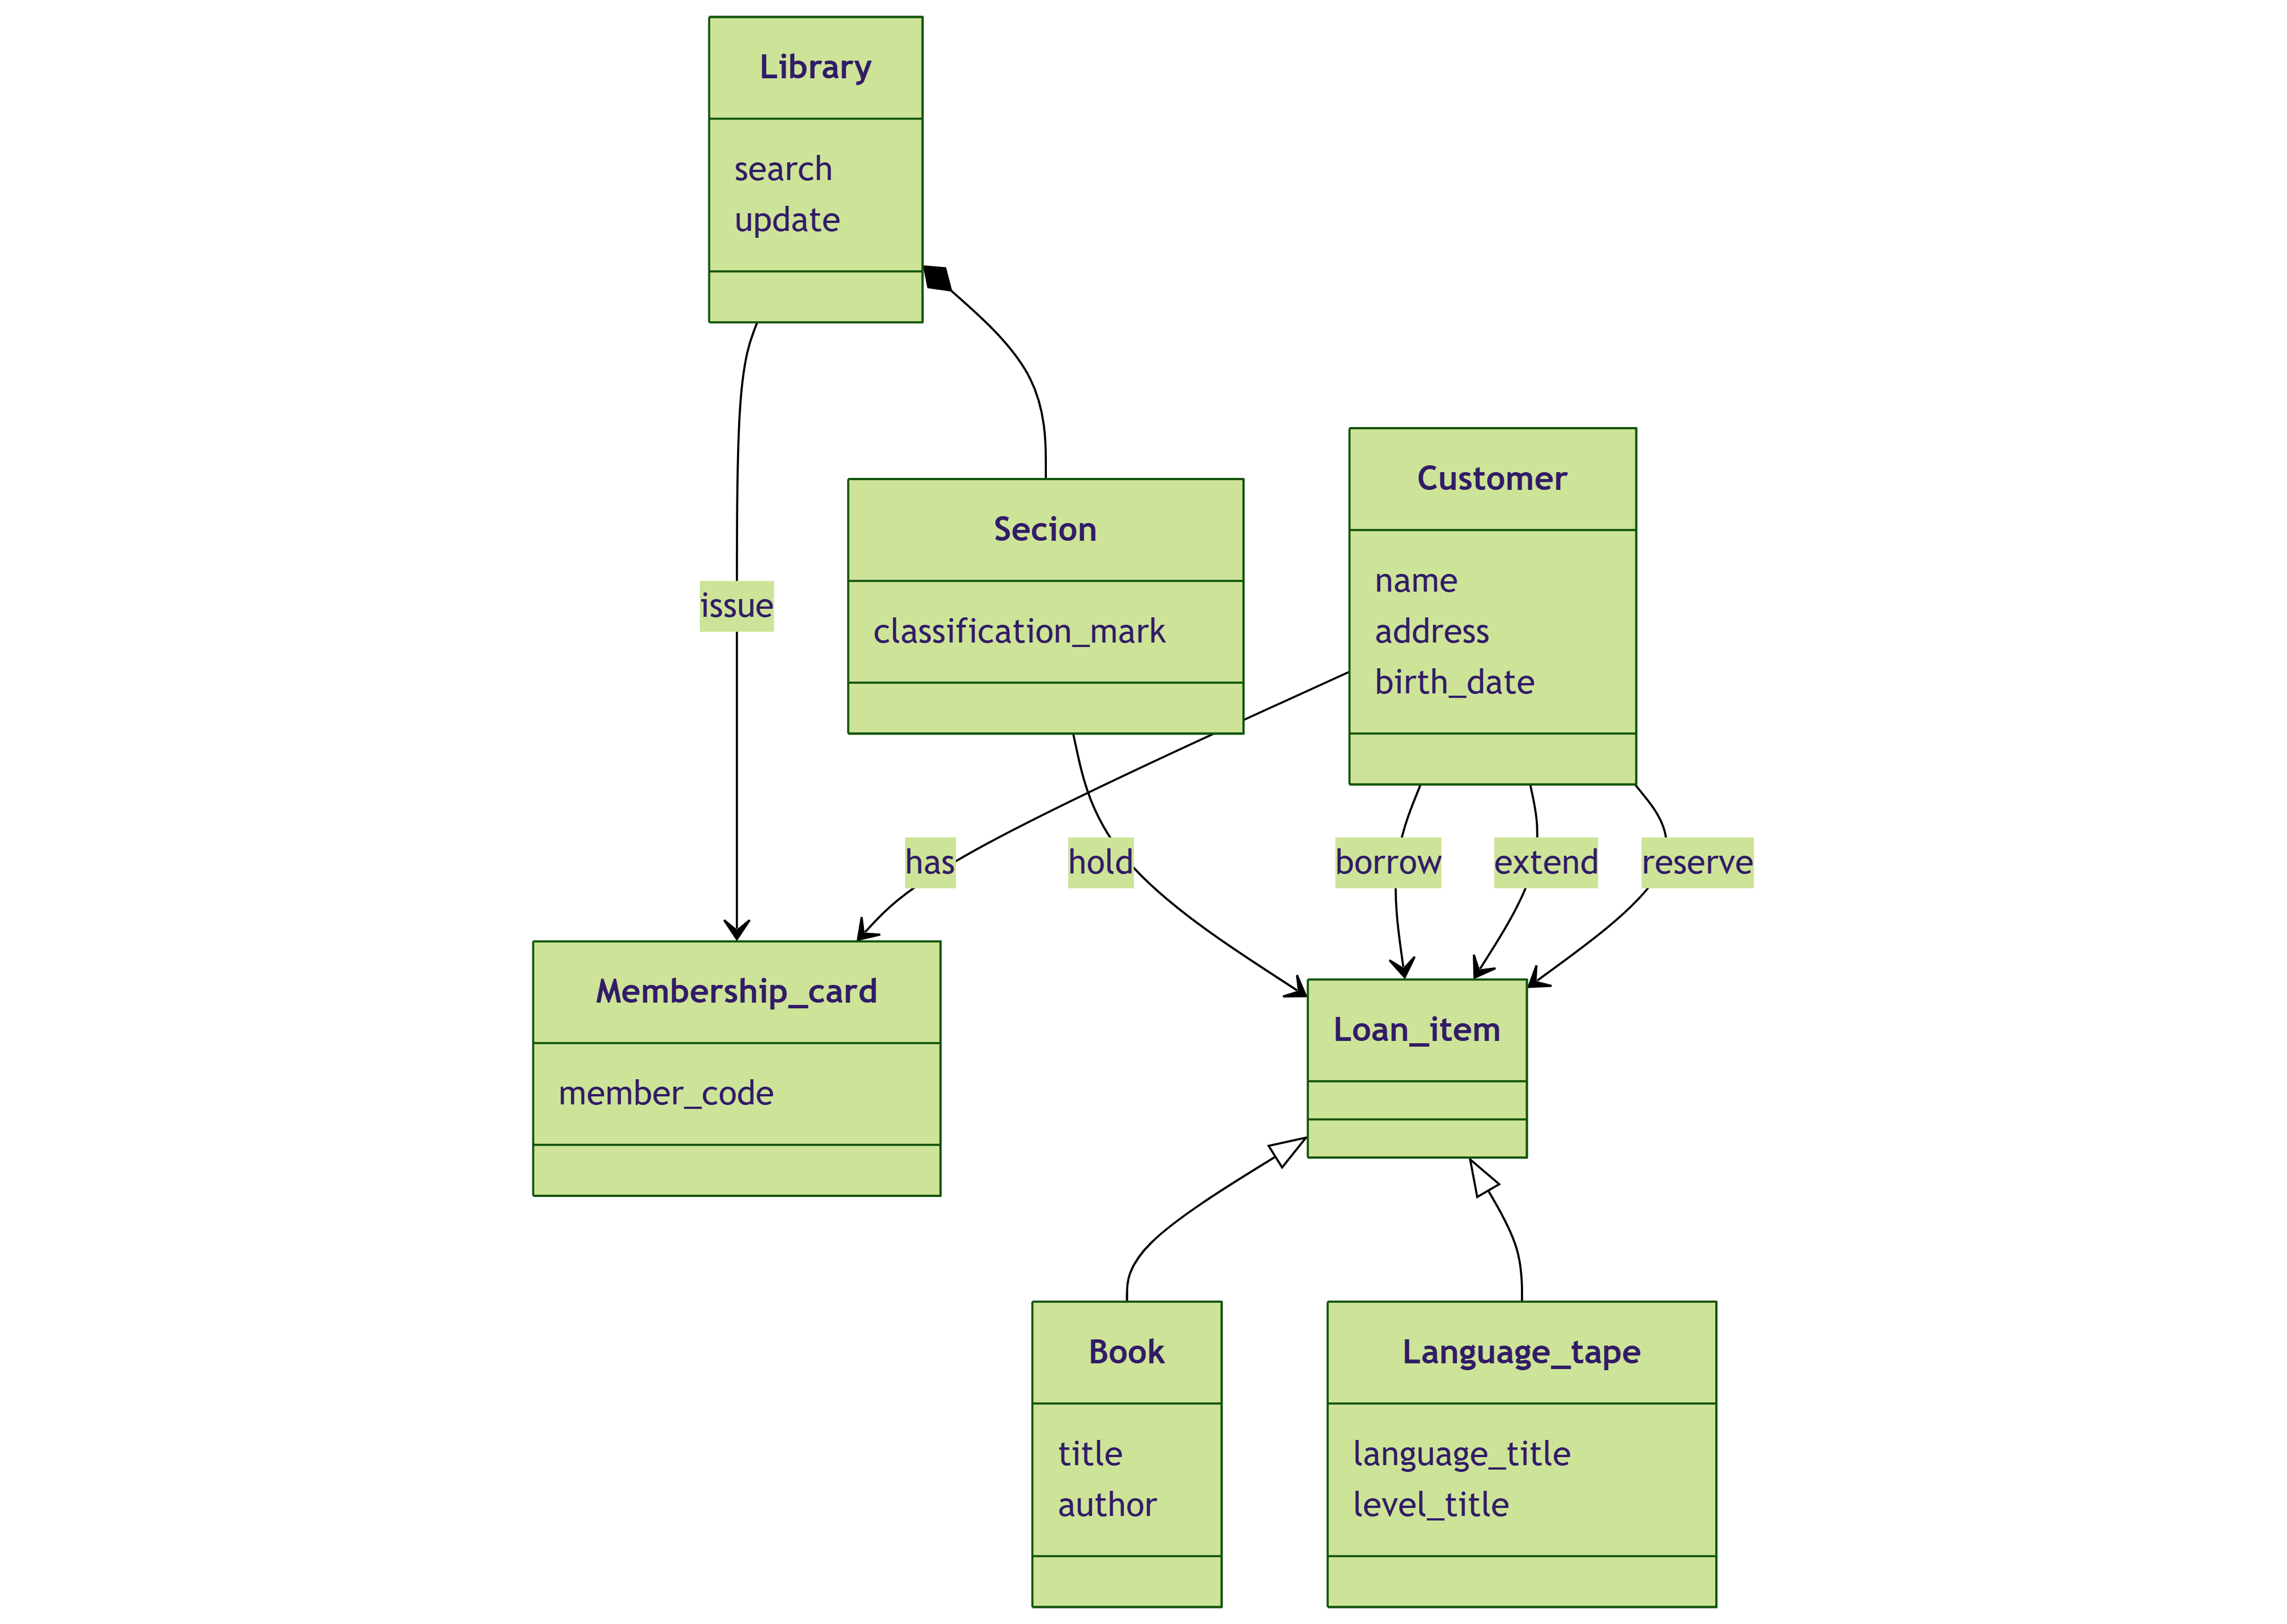 Library
search
update
Customer
name
address
birth_date
Secion
classification_mark
issue
has
hold
borrow
extend
reserve
Membership_card
member_code
Loan_item
Book
title
author
Language_tape
language_title
level_title